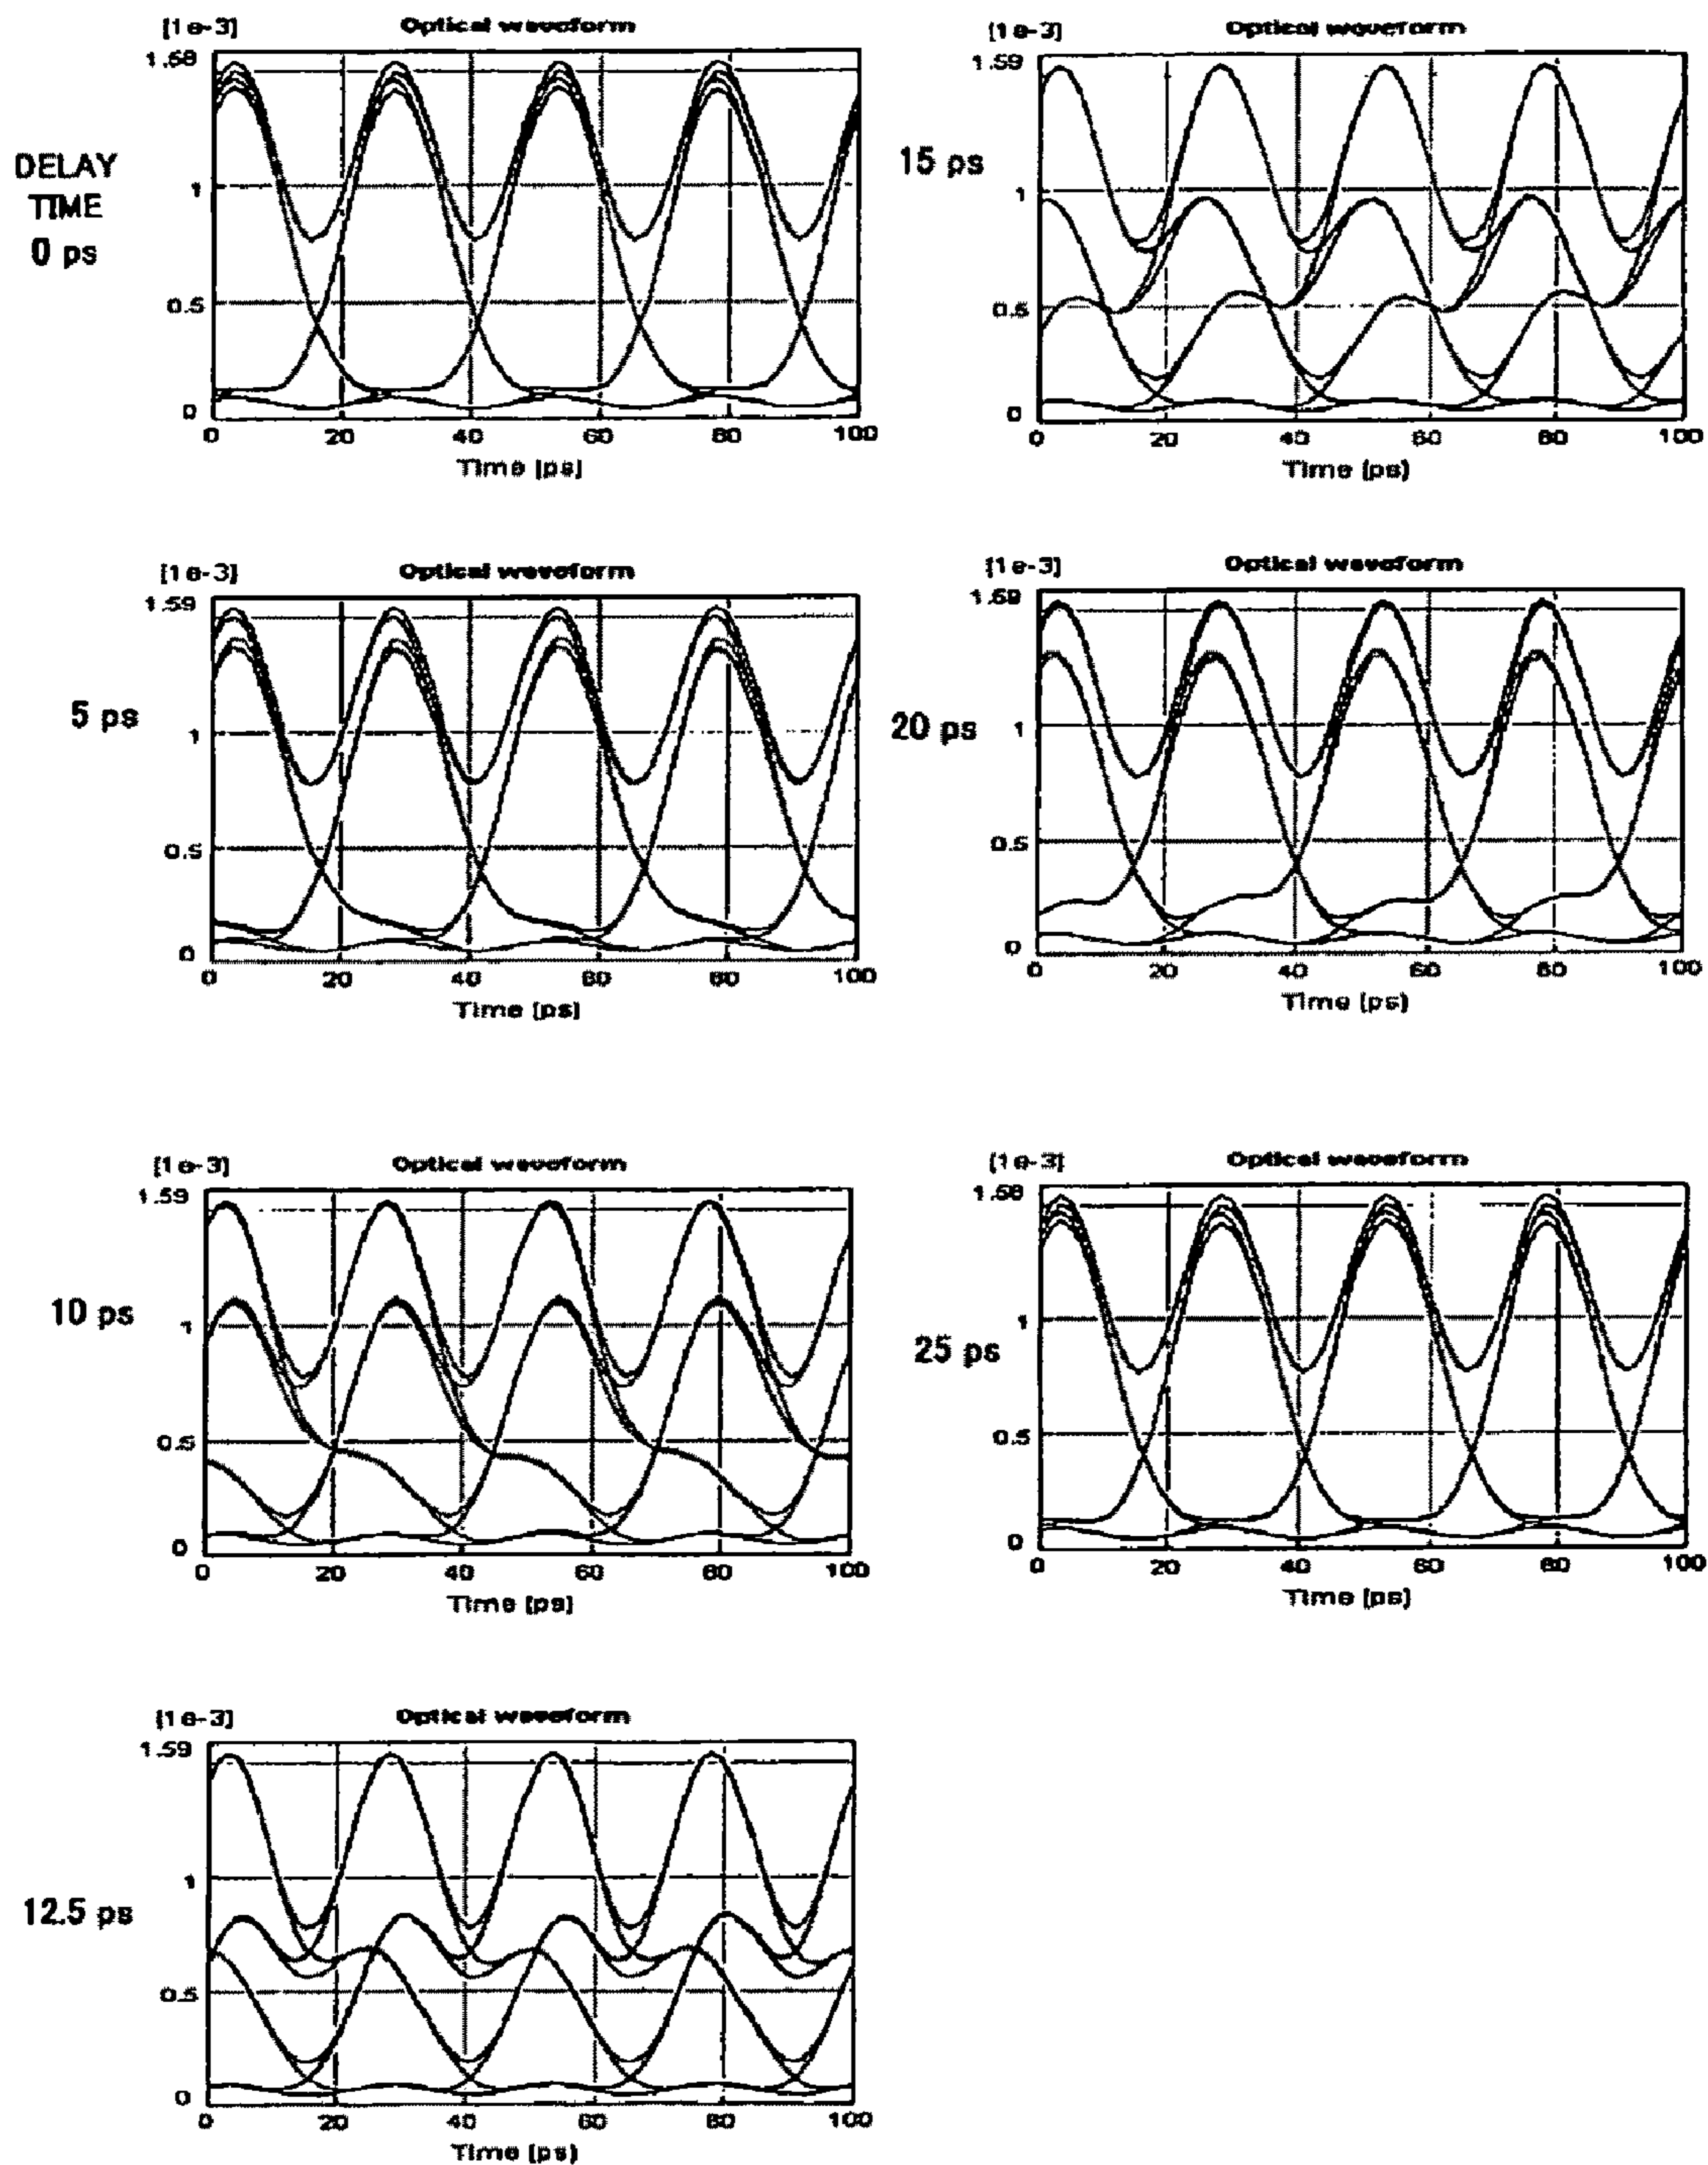 DELAY
TIME
0 ps
[1e-3]
Optical waveform
1.58
1
0.5
0
0 20 40 60 80 100
Time [ps]
15 ps
[1e-3]
Optical waveform
1.59
1
0.5
0
0 20 40 60 80 100
Time [ps]
5 ps
[1e-3]
Optical waveform
1.59
1
0.5
0
0 20 40 60 80 100
Time [ps]
20 ps
[1e-3]
Optical waveform
1.59
1
0.5
0
0 20 40 60 80 100
Time [ps]
10 ps
[1e-3]
Optical waveform
1.59
1
0.5
0
0 20 40 60 80 100
Time [ps]
25 ps
[1e-3]
Optical waveform
1.58
1
0.5
0
0 20 40 60 80 100
Time [ps]
12.5 ps
[1e-3]
Optical waveform
1.59
1
0.5
0
0 20 40 60 80 100
Time [ps]